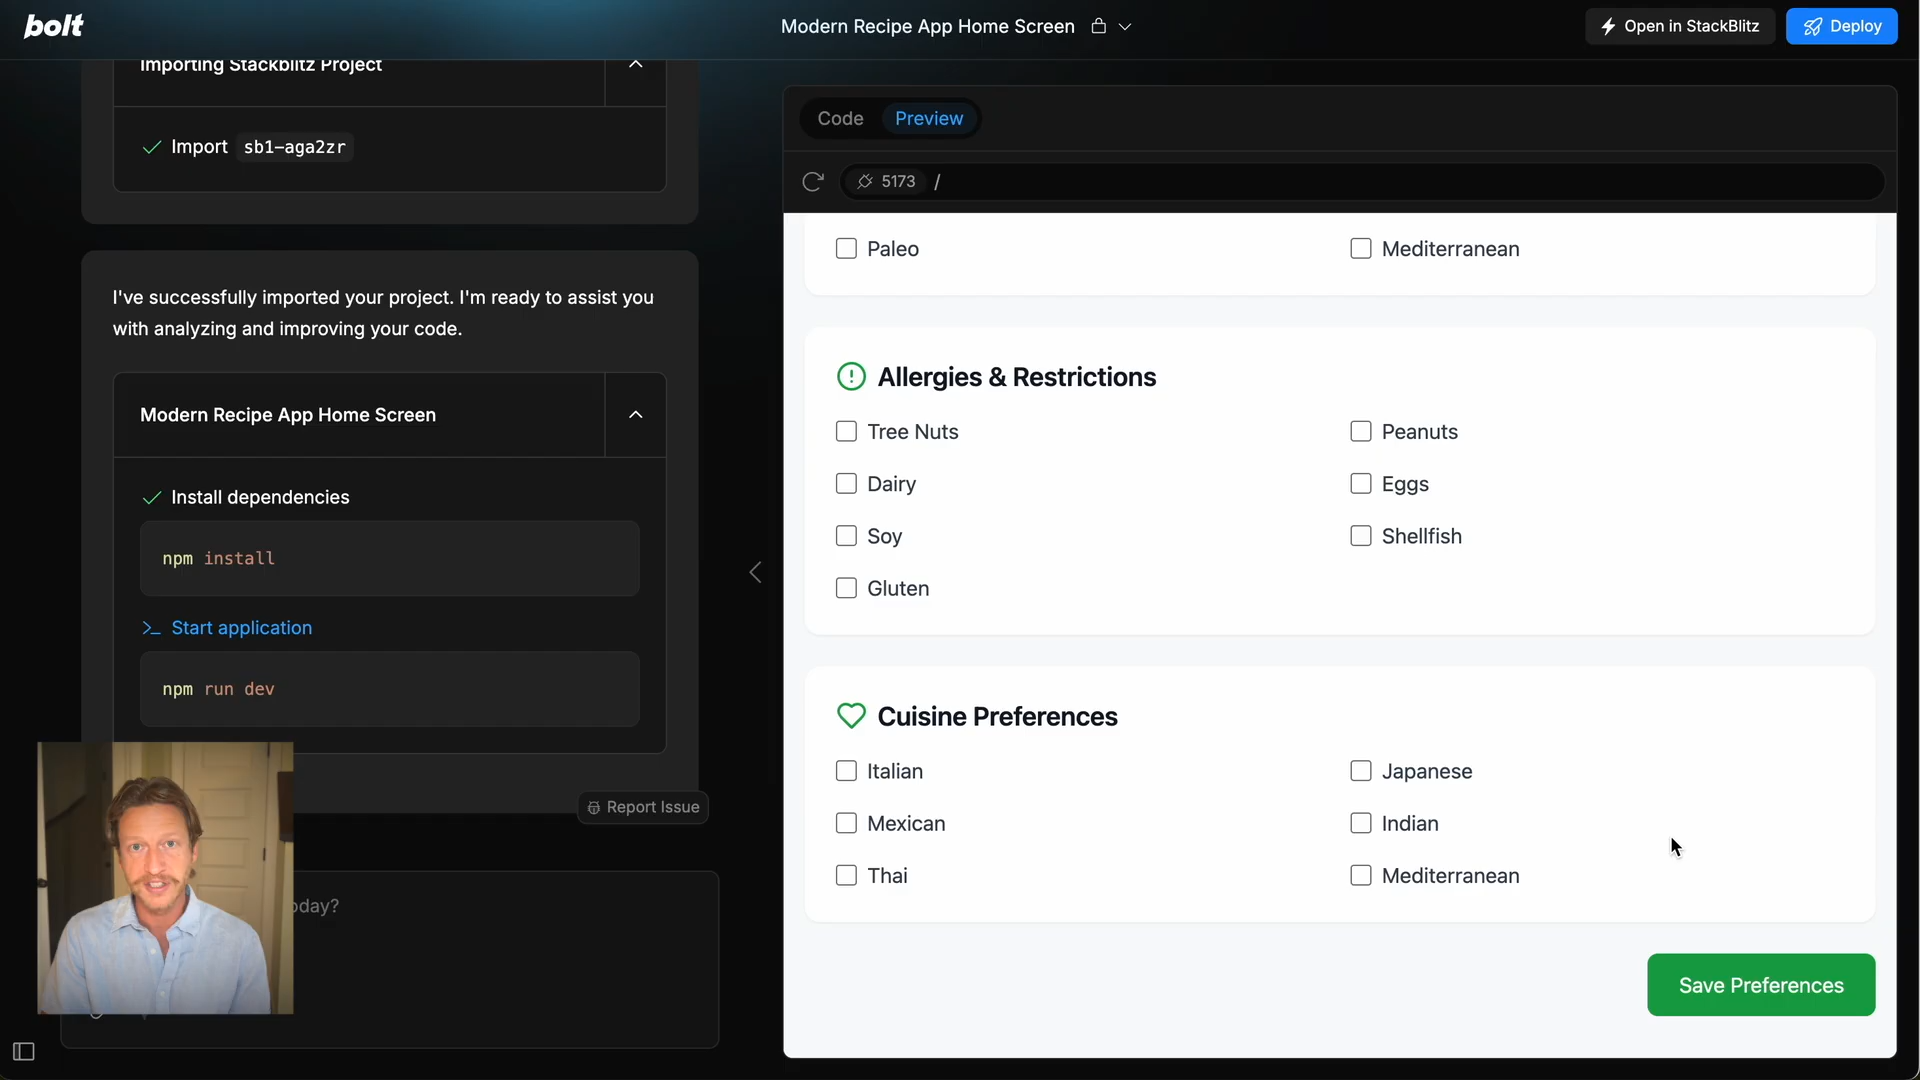 bolt
Modern Recipe App Home Screen
Open in StackBlitz
Deploy
Importing Stackblitz Project
Import sb1-aga2zr
I've successfully imported your project. I'm ready to assist you
with analyzing and improving your code.
Modern Recipe App Home Screen
Install dependencies
npm install
>_ Start application
npm run dev
Report Issue
oday?
Code
Preview
5173 /
Paleo
Mediterranean
Allergies & Restrictions
Tree Nuts
Peanuts
Dairy
Eggs
Soy
Shellfish
Gluten
Cuisine Preferences
Italian
Japanese
Mexican
Indian
Thai
Mediterranean
Save Preferences